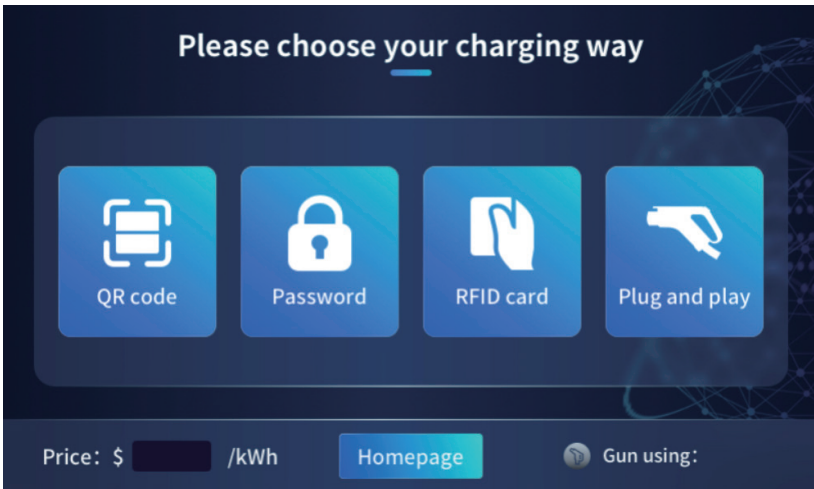 Please choose your charging way
QR code
Password
RFID card
Plug and play
Price: $ /kWh
Homepage
Gun using: